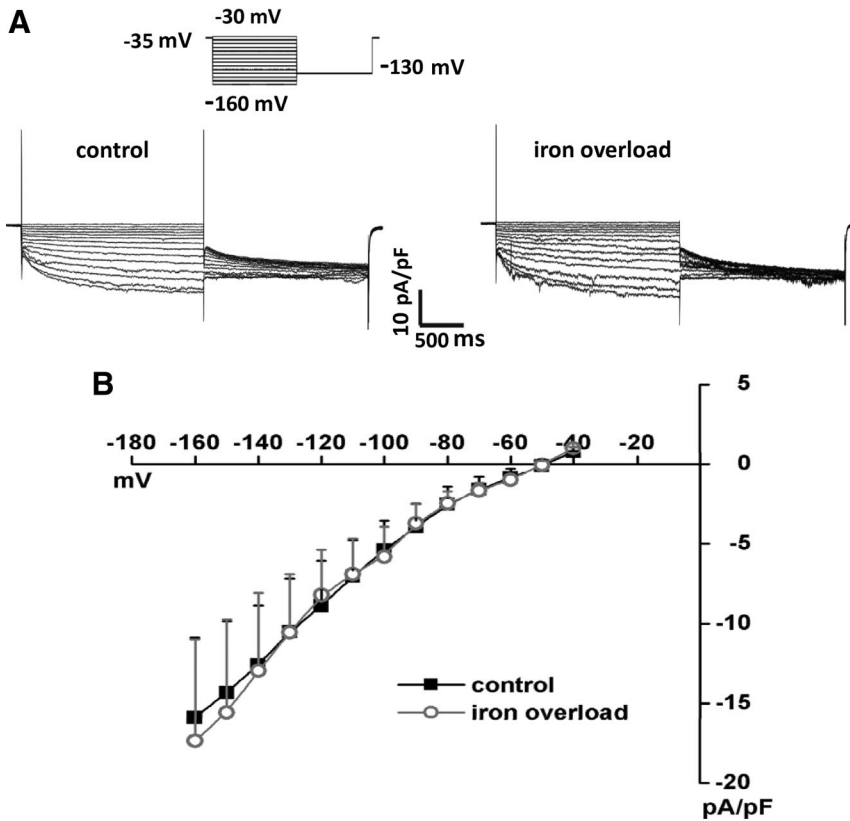 A
-30 mV
-35 mV
-130 mV
-160 mV
control
iron overload
10 pA/pF
500 ms
B
5
-180 -160 -140 -120 -100 -80 -60 -40 -20
0
mV
-5
-10
control
-15
iron overload
-20
pA/pF